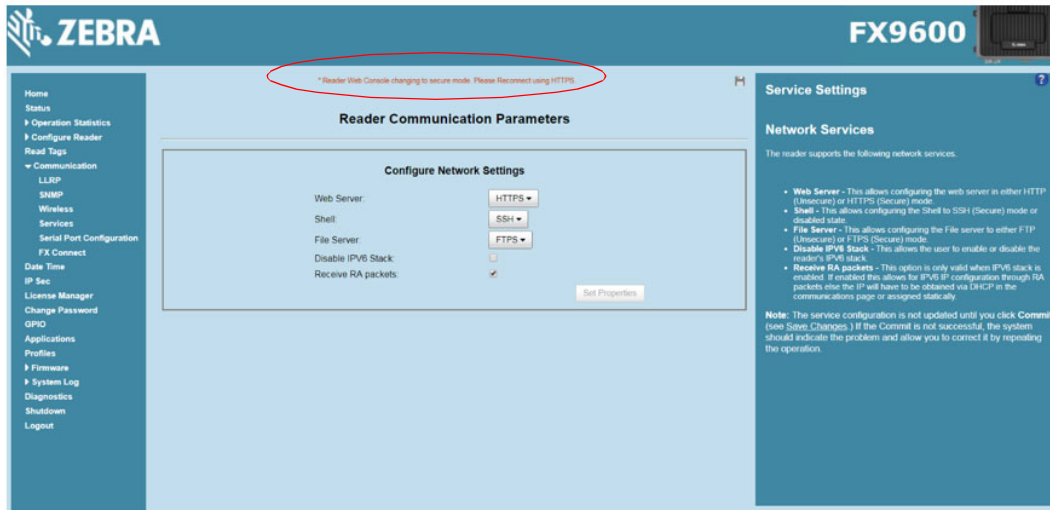 ZEBRA
FX9600
* Reader Web Console changing to secure mode. Please Reconnect using HTTPS.
Home
Status
Operation Statistics
Configure Reader
Read Tags
Communication
LLRP
SNMP
Wireless
Services
Serial Port Configuration
FX Connect
Date Time
IP Sec
License Manager
Change Password
GPIO
Applications
Profiles
Firmware
System Log
Diagnostics
Shutdown
Logout
Reader Communication Parameters
Configure Network Settings
Web Server: HTTPS
Shell: SSH
File Server: FTPS
Disable IPV6 Stack:
Receive RA packets:
Set Properties
?
Service Settings
Network Services
The reader supports the following network services.
• Web Server - This allows configuring the web server in either HTTP
(Unsecure) or HTTPS (Secure) mode.
• Shell - This allows configuring the Shell to SSH (Secure) mode or
disabled state.
• File Server - This allows configuring the File server to either FTP
(Unsecure) or FTPS (Secure) mode.
• Disable IPV6 Stack - This allows the user to enable or disable the
reader's IPV6 stack.
• Receive RA packets - This option is only valid when IPV6 stack is
enabled. If enabled this allows for IPV6 IP configuration through RA
packets else the IP will have to be obtained via DHCP in the
communications page or assigned statically.
Note: The service configuration is not updated until you click Commit
(see Save Changes.) If the Commit is not successful, the system
should indicate the problem and allow you to correct it by repeating
the operation.